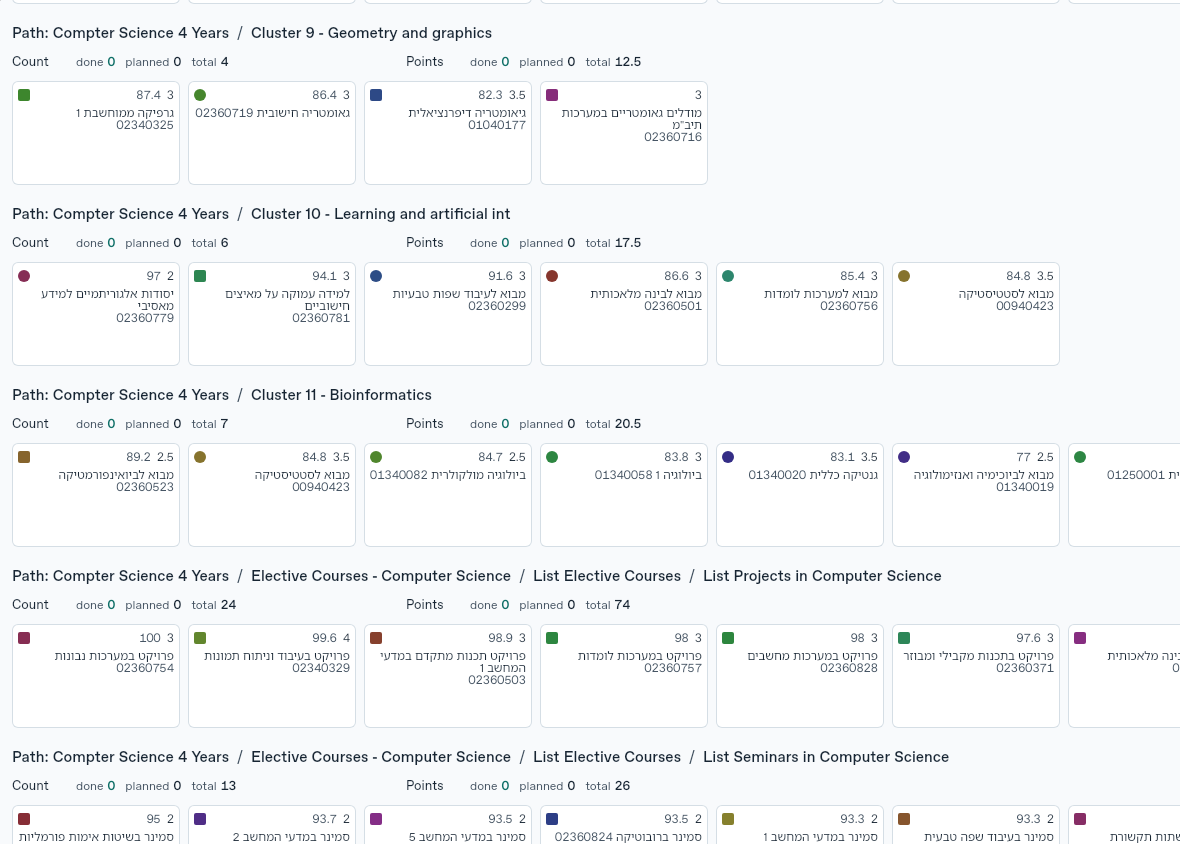 Path: Compter Science 4 Years / Cluster 9 - Geometry and graphics
Count done 0 planned 0 total 4 Points done 0 planned 0 total 12.5
87.4 3
גרפיקה ממוחשבת 1
02340325
86.4 3
גאומטריה חישובית 02360719
82.3 3.5
גיאומטריה דיפרנציאלית
01040177
3
מודלים גאומטריים במערכות
תיב"מ
02360716
Path: Compter Science 4 Years / Cluster 10 - Learning and artificial int
Count done 0 planned 0 total 6 Points done 0 planned 0 total 17.5
97 2
יסודות אלגוריתמיים למידע
מאסיבי
02360779
94.1 3
למידה עמוקה על מאיצים
חישוביים
02360781
91.6 3
מבוא לעיבוד שפות טבעיות
02360299
86.6 3
מבוא לבינה מלאכותית
02360501
85.4 3
מבוא למערכות לומדות
02360756
84.8 3.5
מבוא לסטטיסטיקה
00940423
Path: Compter Science 4 Years / Cluster 11 - Bioinformatics
Count done 0 planned 0 total 7 Points done 0 planned 0 total 20.5
89.2 2.5
מבוא לביואינפורמטיקה
02360523
84.8 3.5
מבוא לסטטיסטיקה
00940423
84.7 2.5
ביולוגיה מולקולרית 01340082
83.8 3
ביולוגיה 1 01340058
83.1 3.5
גנטיקה כללית 01340020
77 2.5
מבוא לביוכימיה ואנזימולוגיה
01340019
ית 01250001
Path: Compter Science 4 Years / Elective Courses - Computer Science / List Elective Courses / List Projects in Computer Science
Count done 0 planned 0 total 24 Points done 0 planned 0 total 74
100 3
פרויקט במערכות נבונות
02360754
99.6 4
פרויקט בעיבוד וניתוח תמונות
02340329
98.9 3
פרויקט תכנות מתקדם במדעי
המחשב 1
02360503
98 3
פרויקט במערכות לומדות
02360757
98 3
פרויקט במערכות מחשבים
02360828
97.6 3
פרויקט בתכנות מקבילי ומבוזר
02360371
ינה מלאכותית
0
Path: Compter Science 4 Years / Elective Courses - Computer Science / List Elective Courses / List Seminars in Computer Science
Count done 0 planned 0 total 13 Points done 0 planned 0 total 26
95 2
סמינר בשיטות אימות פורמליות
93.7 2
סמינר במדעי המחשב 2
93.5 2
סמינר במדעי המחשב 5
93.5 2
סמינר ברובוטיקה 02360824
93.3 2
סמינר במדעי המחשב 1
93.3 2
סמינר בעיבוד שפה טבעית
שתות תקשורת